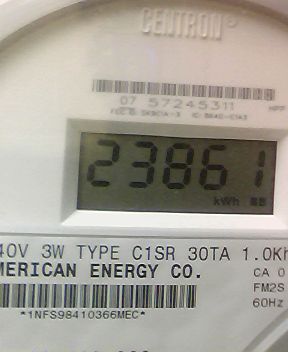 CENTRON®
07 57245311
23861
kWh
40V 3W TYPE C1SR 30TA 1.0Kh
MERICAN ENERGY CO.
CA 0
FM2S
60Hz
*1NFS98410366MEC*